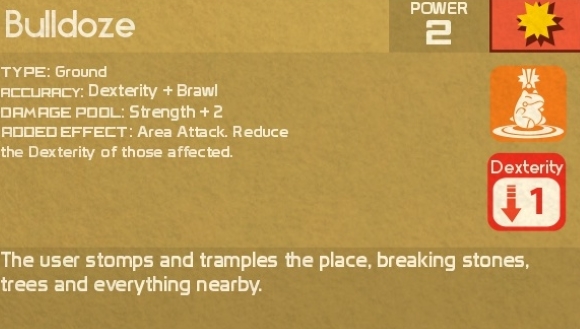 Bulldoze
POWER
2
TYPE: Ground
ACCURACY: Dexterity + Brawl
DAMAGE POOL: Strength + 2
ADDED EFFECT: Area Attack. Reduce
the Dexterity of those affected.
Dexterity
1
The user stomps and tramples the place, breaking stones,
trees and everything nearby.